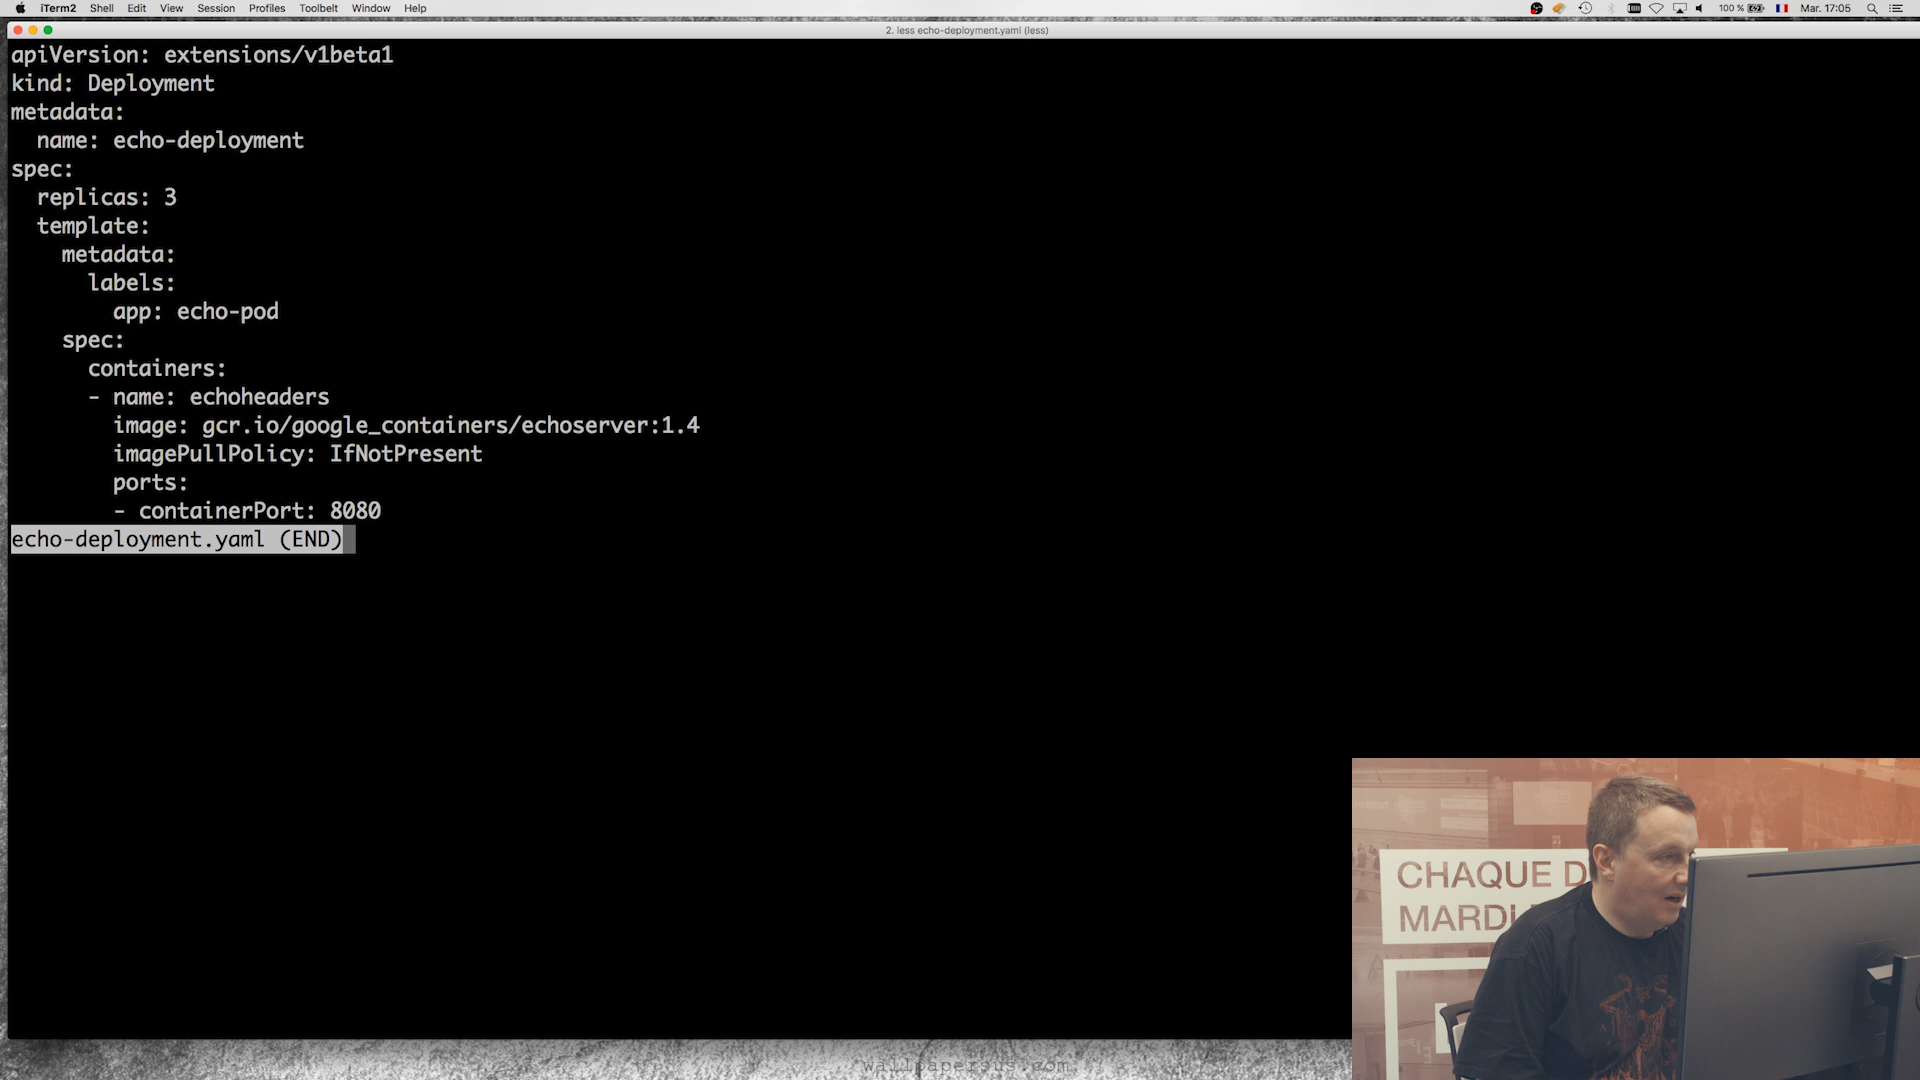 iTerm2 Shell Edit View Session Profiles Toolbelt Window Help 100 % Mar. 17:05
2. less echo-deployment.yaml (less)
apiVersion: extensions/v1beta1
kind: Deployment
metadata:
  name: echo-deployment
spec:
  replicas: 3
  template:
    metadata:
      labels:
        app: echo-pod
    spec:
      containers:
      - name: echoheaders
        image: gcr.io/google_containers/echoserver:1.4
        imagePullPolicy: IfNotPresent
        ports:
        - containerPort: 8080
echo-deployment.yaml (END)
CHAQUE D
MARDI
wallpapersus.com